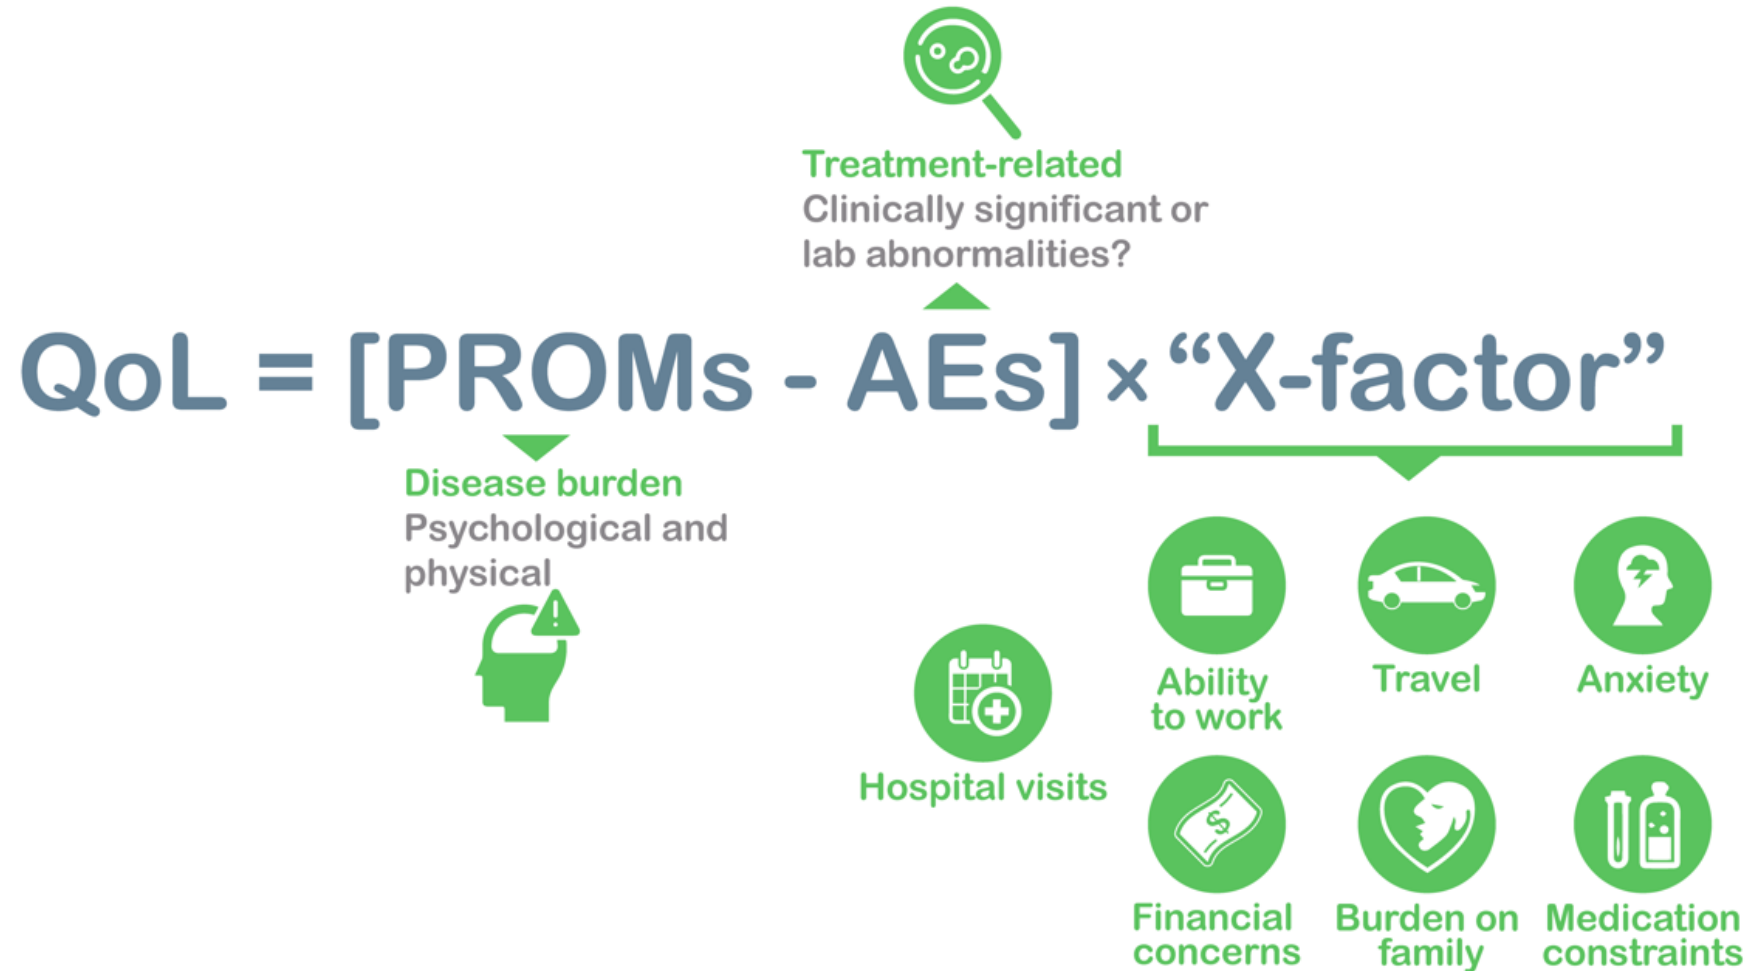 Treatment-related
Clinically significant or
lab abnormalities?
QoL = [PROMs - AEs] × “X-factor”
Disease burden
Psychological and
physical
Hospital visits
Ability
to work
Travel
Anxiety
$
Financial
concerns
Burden on
family
Medication
constraints